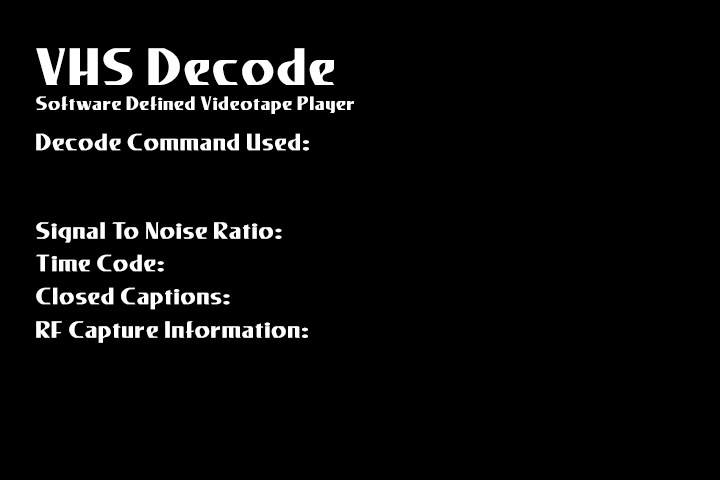 VHS Decode
Software Defined Videotape Player
Decode Command Used:
Signal To Noise Ratio:
Time Code:
Closed Captions:
RF Capture Information: